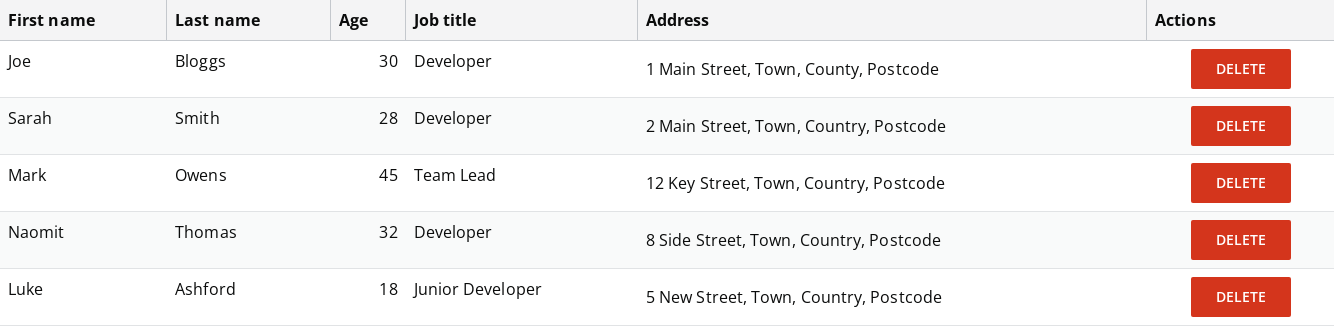 First name Last name Age Job title Address Actions
Joe Bloggs 30 Developer 1 Main Street, Town, County, Postcode DELETE
Sarah Smith 28 Developer 2 Main Street, Town, Country, Postcode DELETE
Mark Owens 45 Team Lead 12 Key Street, Town, Country, Postcode DELETE
Naomit Thomas 32 Developer 8 Side Street, Town, Country, Postcode DELETE
Luke Ashford 18 Junior Developer 5 New Street, Town, Country, Postcode DELETE